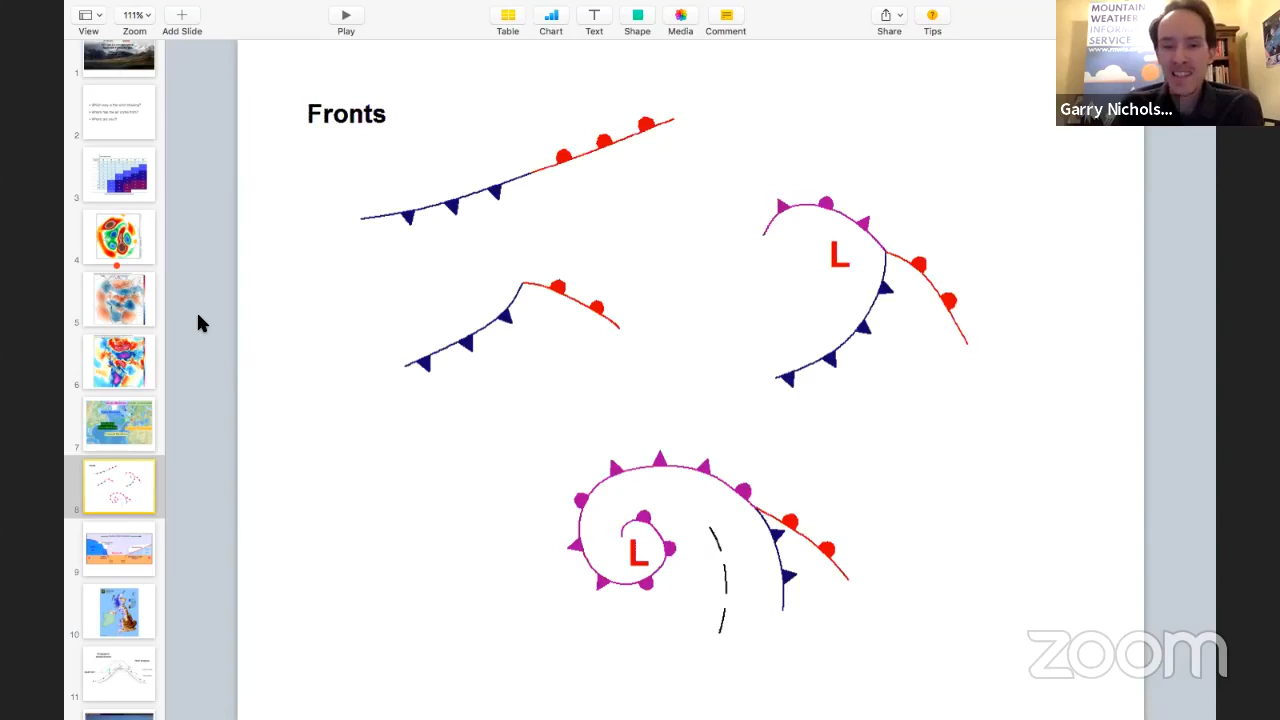 111%
View
Zoom
Add Slide
Play
Table
Chart
Text
Shape
Media
Comment
Share
Tips
MOUNTAIN
WEATHER
INFORMATION
SERVICE
Garry Nichols...
Fronts
L
L
L
1
2
3
4
5
6
7
8
9
10
11
zoom